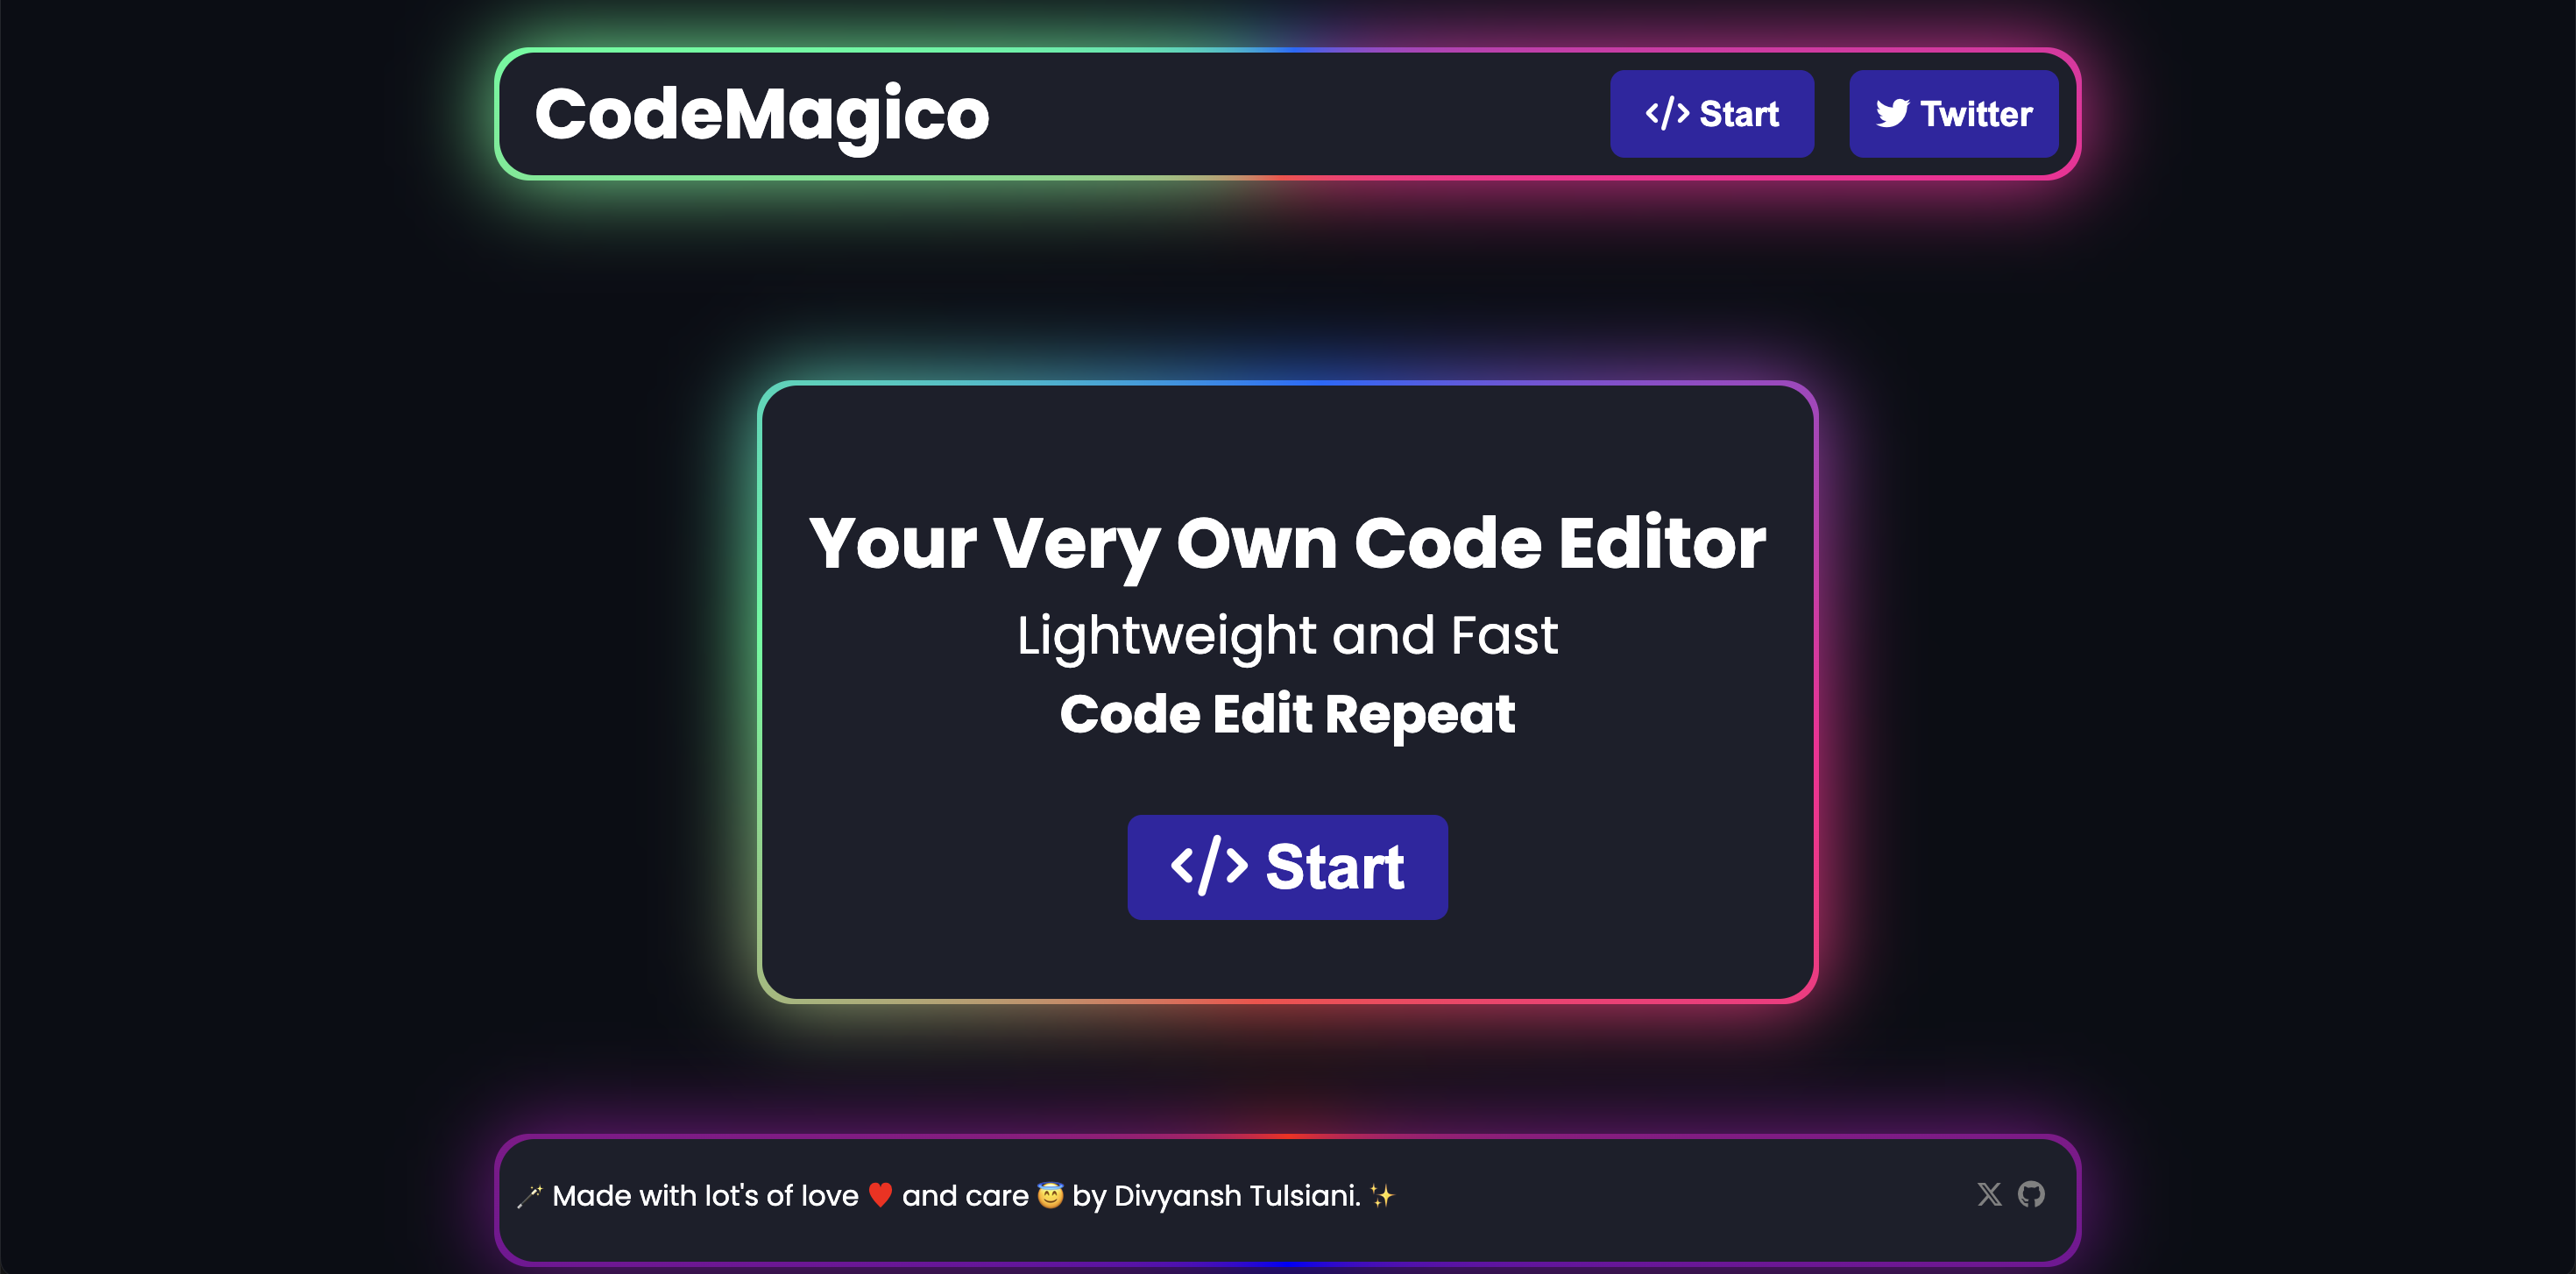 CodeMagico
</> Start
Twitter
Your Very Own Code Editor
Lightweight and Fast
Code Edit Repeat
</> Start
🪄 Made with lot's of love ♥️ and care 😇 by Divyansh Tulsiani. ✨